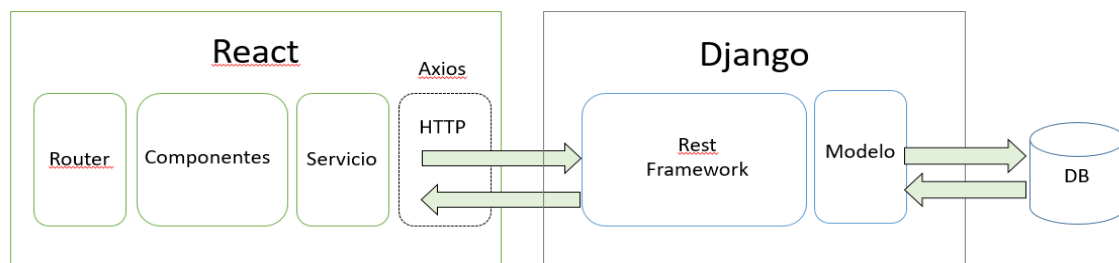 React
Axios
Router
Componentes
Servicio
HTTP
Django
Rest
Framework
Modelo
DB